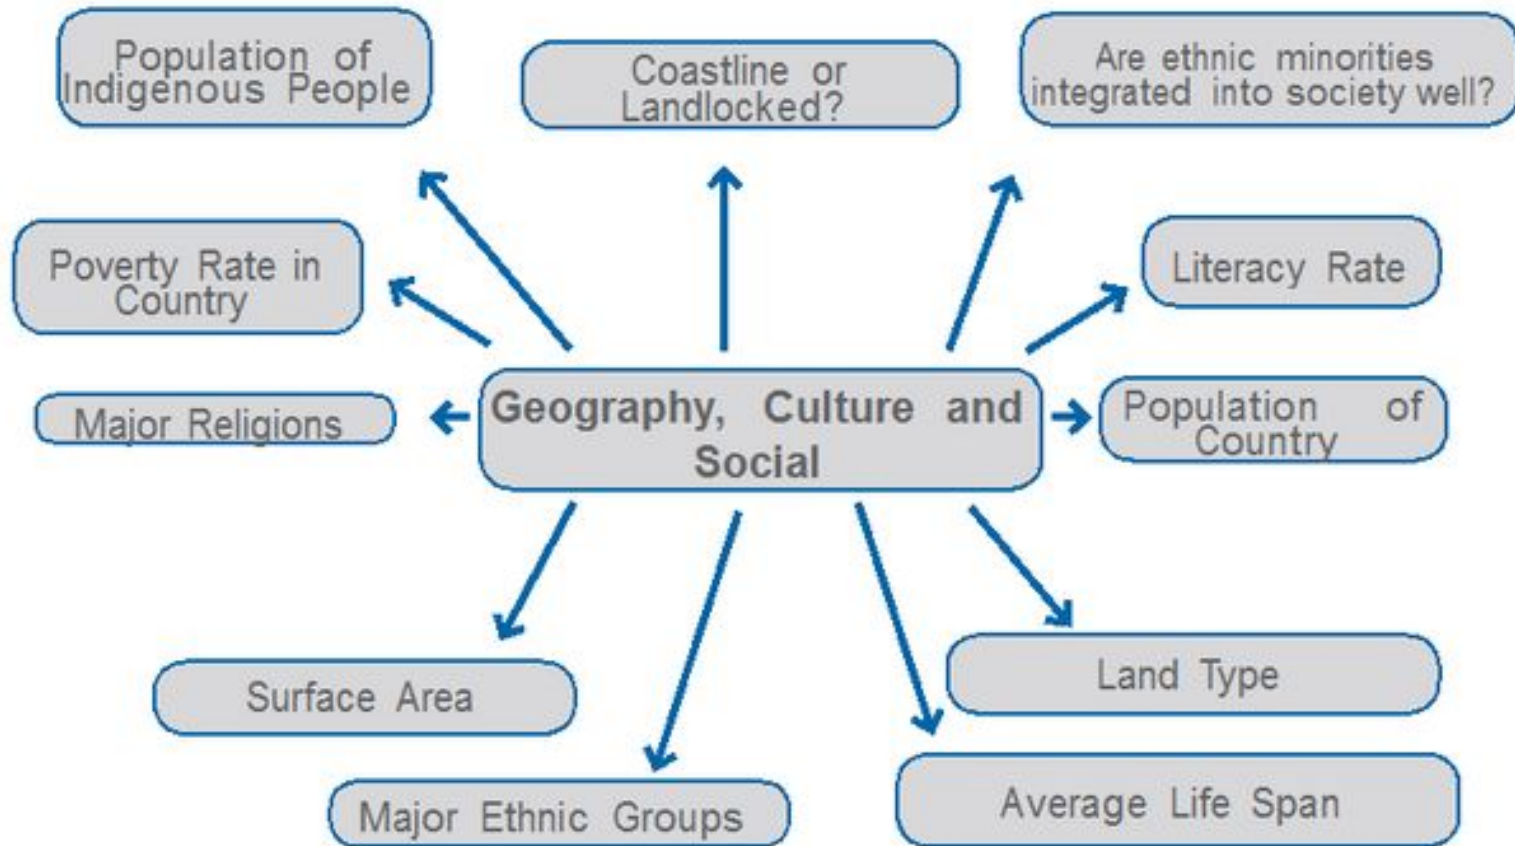 Population of
Indigenous People
Coastline or
Landlocked?
Are ethnic minorities
integrated into society well?
Poverty Rate in
Country
Literacy Rate
Major Religions
Geography, Culture and
Social
Population of
Country
Surface Area
Land Type
Major Ethnic Groups
Average Life Span